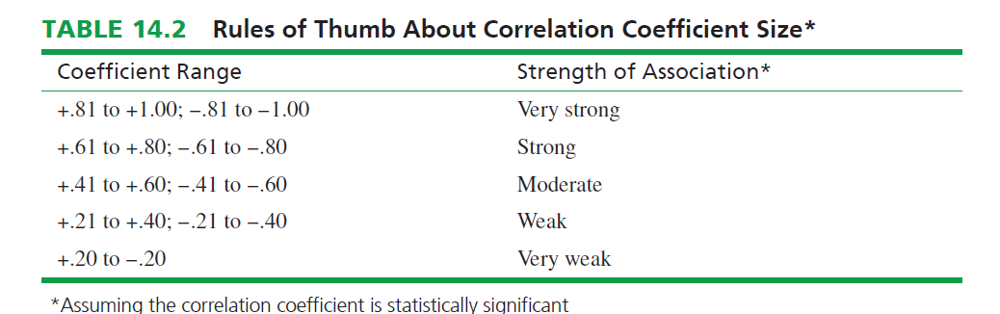 TABLE 14.2 Rules of Thumb About Correlation Coefficient Size*
Coefficient Range Strength of Association*
+.81 to +1.00; –.81 to –1.00 Very strong
+.61 to +.80; –.61 to –.80 Strong
+.41 to +.60; –.41 to –.60 Moderate
+.21 to +.40; –.21 to –.40 Weak
+.20 to –.20 Very weak
*Assuming the correlation coefficient is statistically significant